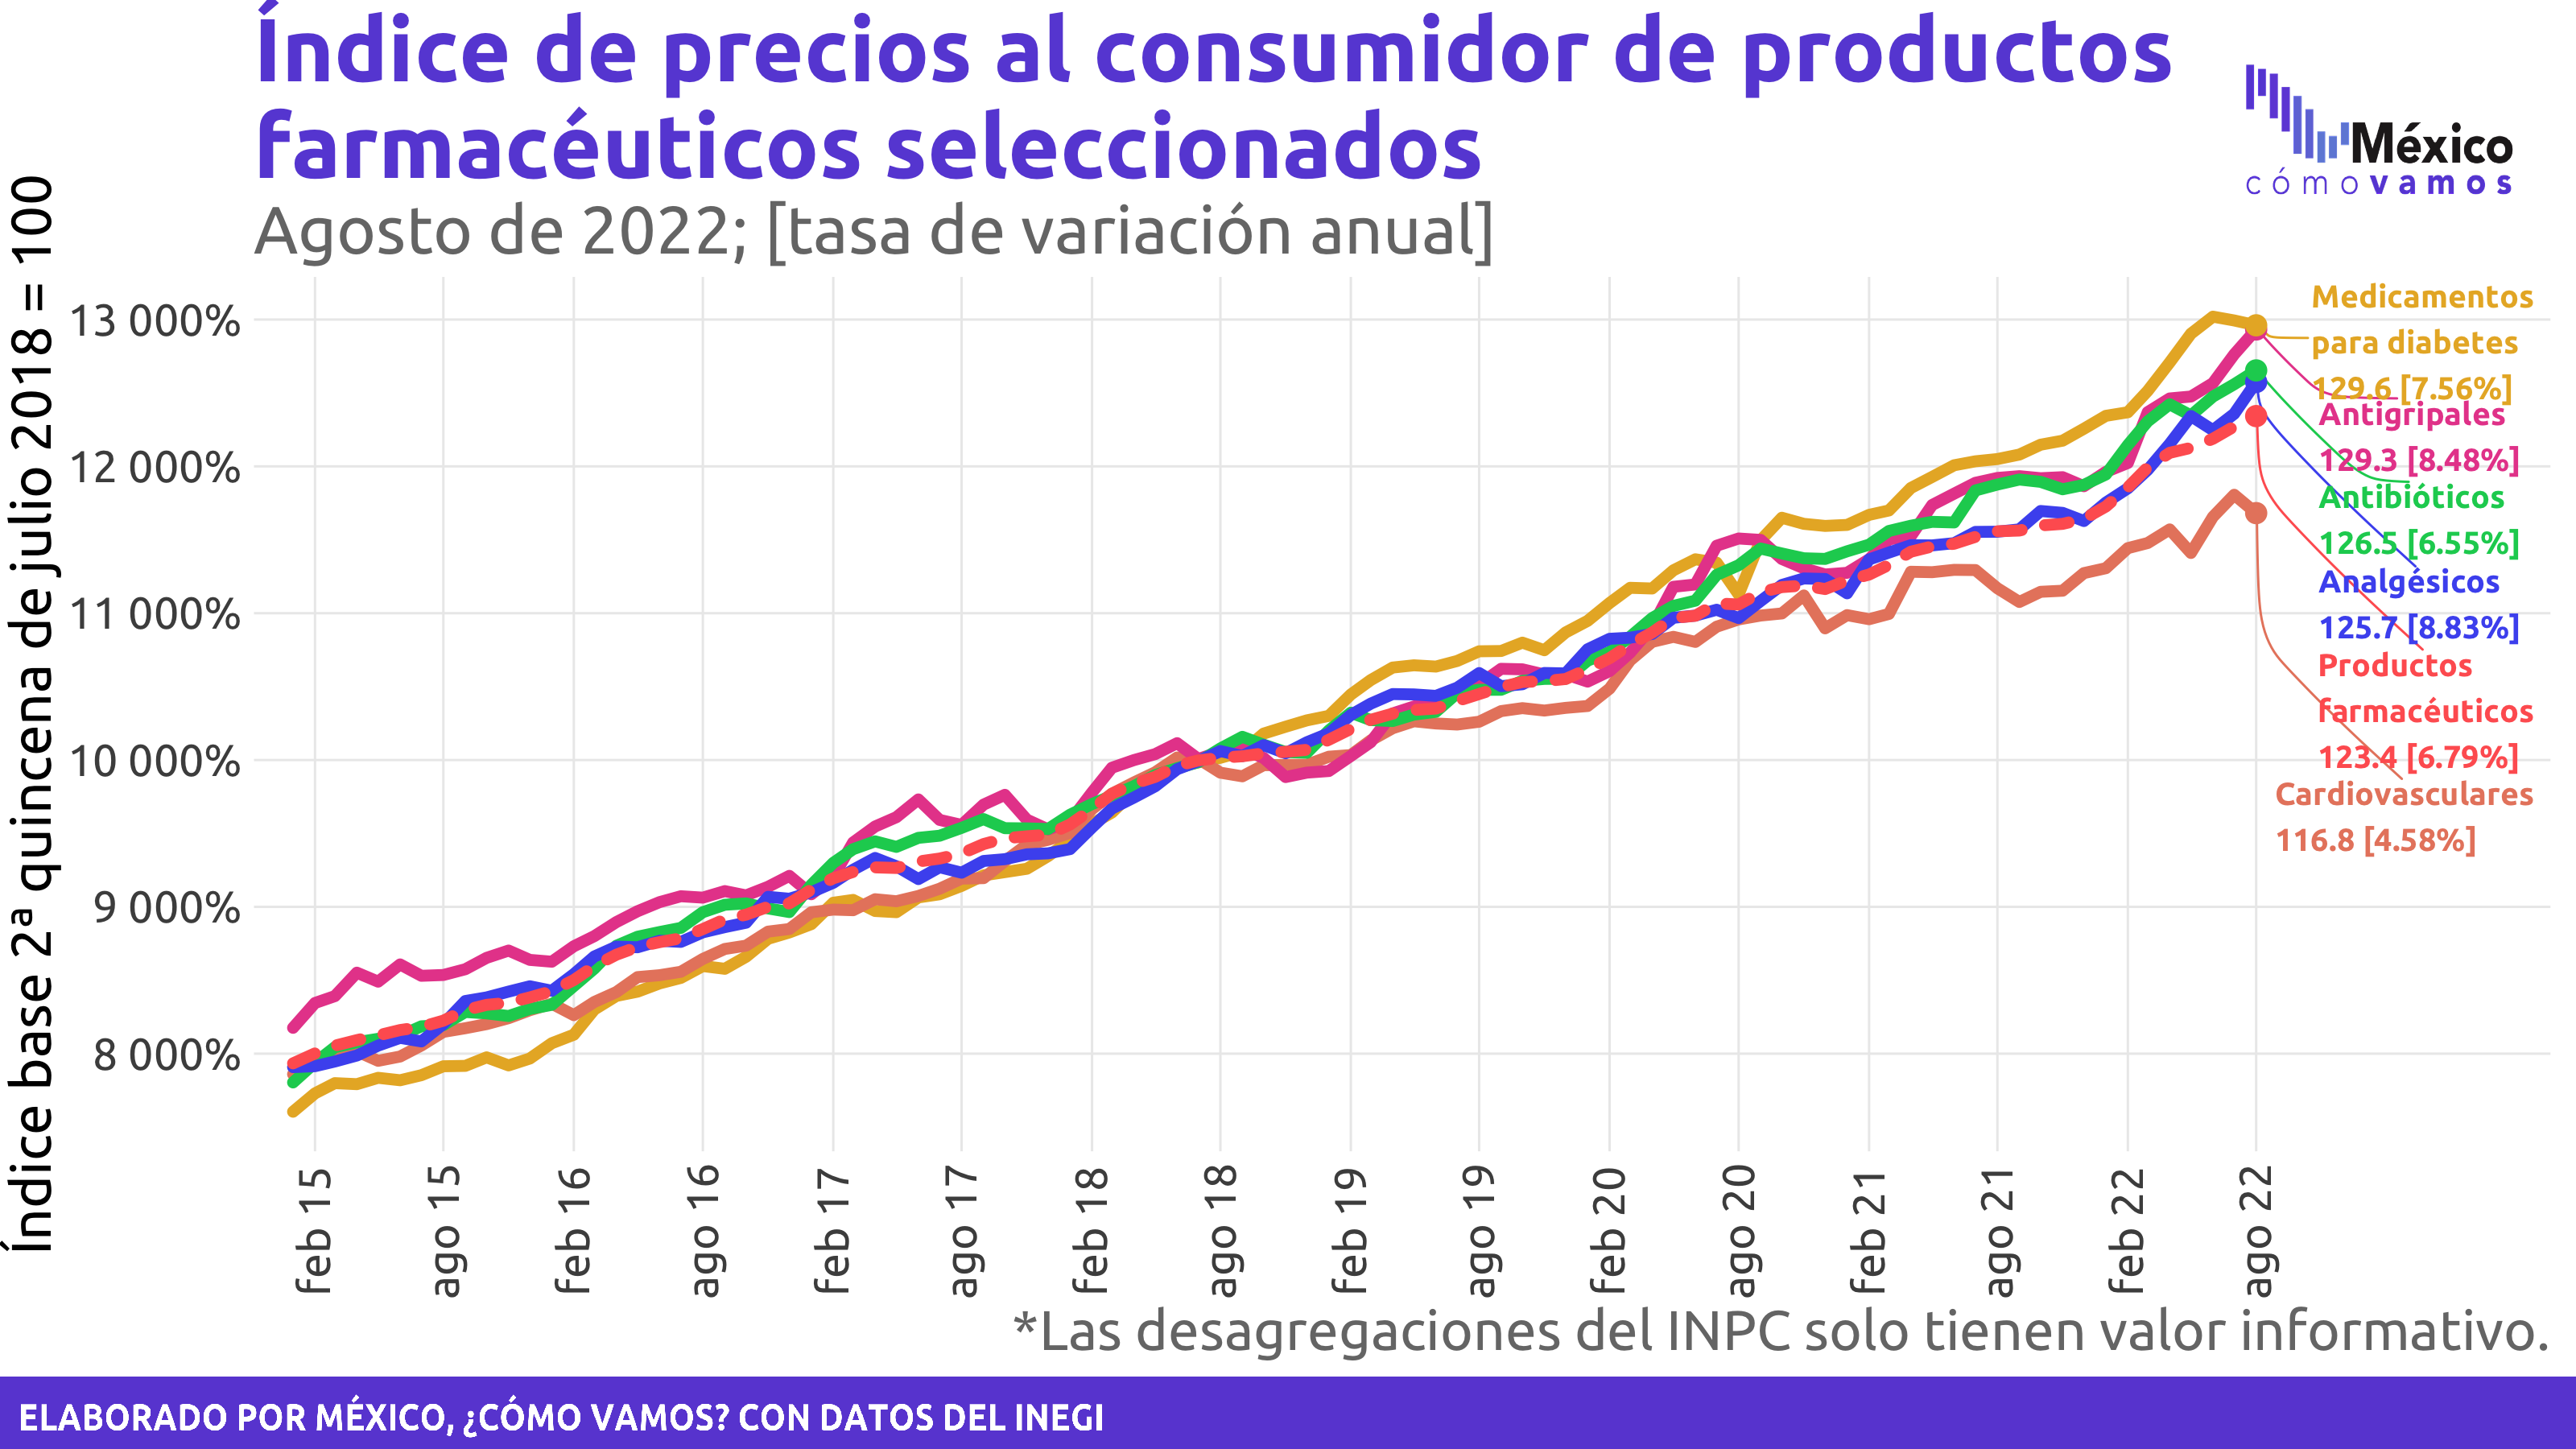 Índice de precios al consumidor de productos
farmacéuticos seleccionados
Agosto de 2022; [tasa de variación anual]
México
cómo vamos
Índice base 2ª quincena de julio 2018 = 100
13 000%
12 000%
11 000%
10 000%
9 000%
8 000%
Medicamentos
para diabetes
129.6 [7.56%]
Antigripales
129.3 [8.48%]
Antibióticos
126.5 [6.55%]
Analgésicos
125.7 [8.83%]
Productos
farmacéuticos
123.4 [6.79%]
Cardiovasculares
116.8 [4.58%]
feb 15
ago 15
feb 16
ago 16
feb 17
ago 17
feb 18
ago 18
feb 19
ago 19
feb 20
ago 20
feb 21
ago 21
feb 22
ago 22
*Las desagregaciones del INPC solo tienen valor informativo.
ELABORADO POR MÉXICO, ¿CÓMO VAMOS? CON DATOS DEL INEGI